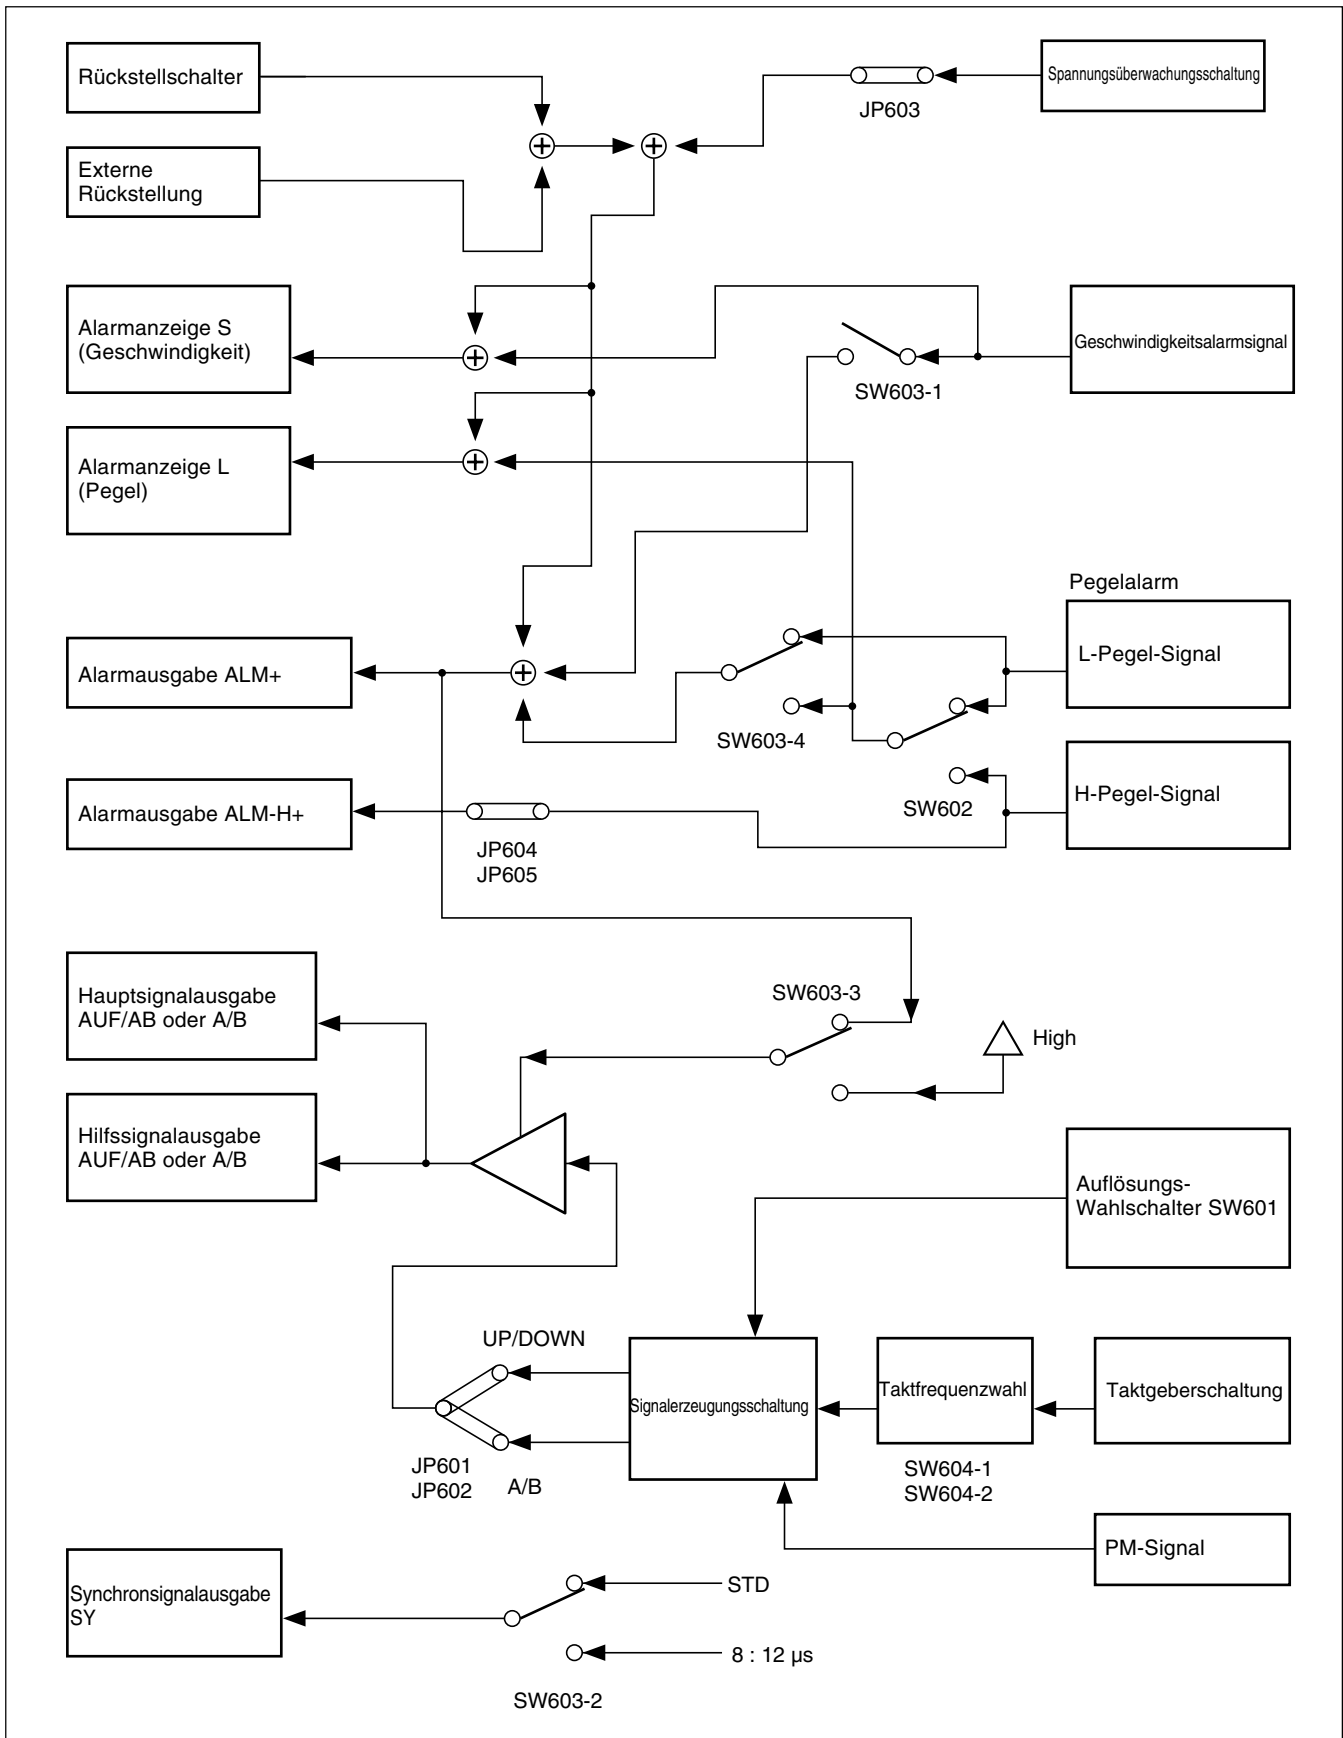 Rückstellschalter
Spannungsüberwachungsschaltung
JP603
Externe
Rückstellung
Alarmanzeige S
(Geschwindigkeit)
Geschwindigkeitsalarmsignal
SW603-1
Alarmanzeige L
(Pegel)
Pegelalarm
L-Pegel-Signal
Alarmausgabe ALM+
SW603-4
H-Pegel-Signal
SW602
Alarmausgabe ALM-H+
JP604
JP605
Hauptsignalausgabe
AUF/AB oder A/B
SW603-3
High
Hilfssignalausgabe
AUF/AB oder A/B
Auflösungs-
Wahlschalter SW601
UP/DOWN
Signalerzeugungsschaltung
Taktfrequenzwahl
Taktgeberschaltung
JP601
JP602
A/B
SW604-1
SW604-2
PM-Signal
Synchronsignalausgabe
SY
STD
8 : 12 µs
SW603-2